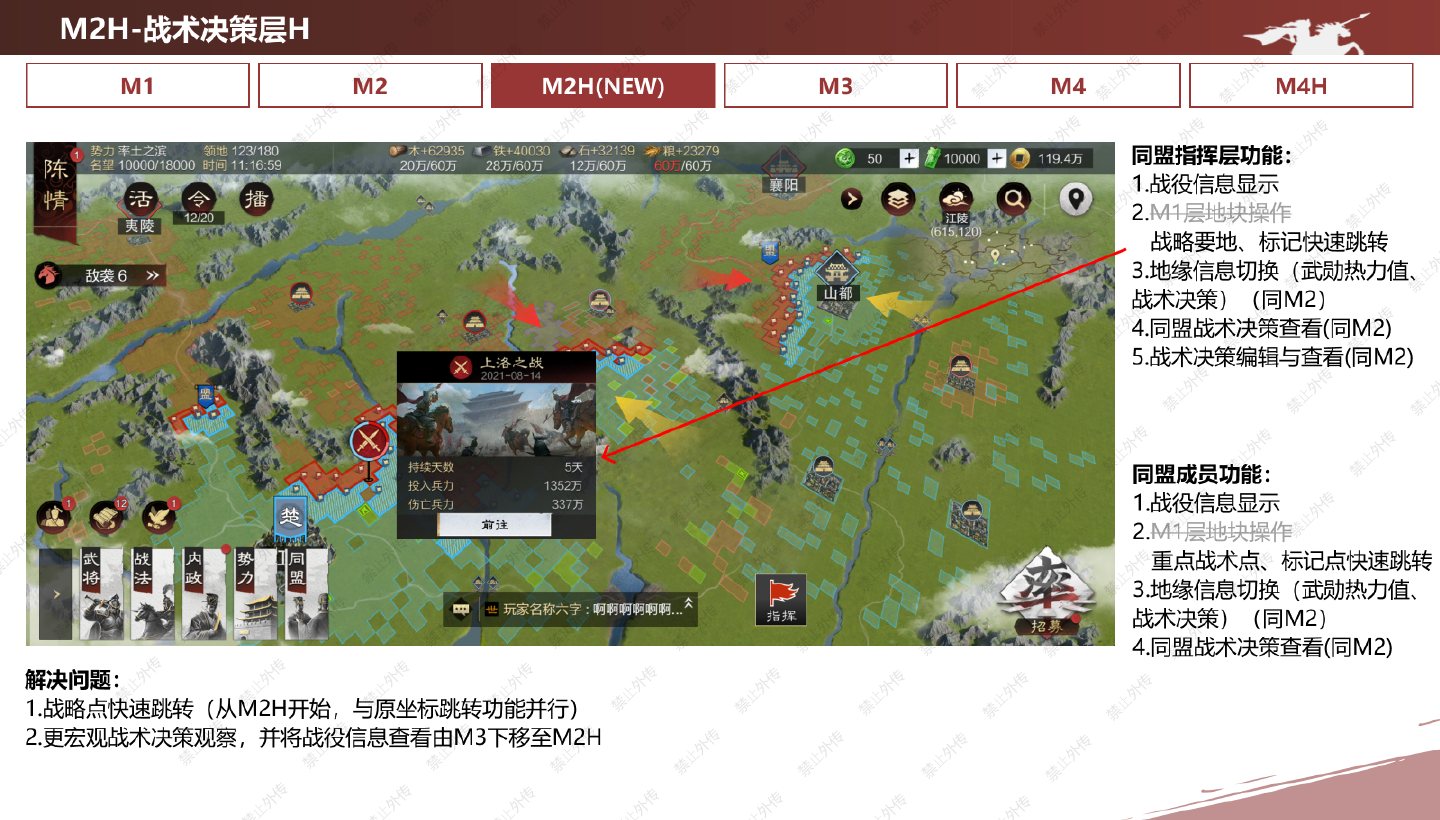 M2H-战术决策层H
M1
M2
M2H(NEW)
M3
M4
M4H
陈情
1
势力 率土之滨 领地 123/180
名望 10000/18000 时间 11:16:59
木+62935
20万/60万
铁+40030
28万/60万
石+32139
12万/60万
粮+23279
60万/60万
50
10000
119.4万
活
夷陵
令
12/20
播
襄阳
江陵
(615,120)
敌袭 6
盟
山都
盟
上洛之战
2021-08-14
持续天数 5天
投入兵力 1352万
伤亡兵力 337万
前往
楚
1
12
1
武将
战法
内政
势力
同盟
玩家名称六字：啊啊啊啊啊啊...
指挥
率
招募
同盟指挥层功能：
1.战役信息显示
2.M1层地块操作
战略要地、标记快速跳转
3.地缘信息切换（武勋热力值、
战术决策）（同M2）
4.同盟战术决策查看(同M2)
5.战术决策编辑与查看(同M2)
同盟成员功能：
1.战役信息显示
2.M1层地块操作
重点战术点、标记点快速跳转
3.地缘信息切换（武勋热力值、
战术决策）（同M2）
4.同盟战术决策查看(同M2)
解决问题：
1.战略点快速跳转（从M2H开始，与原坐标跳转功能并行）
2.更宏观战术决策观察，并将战役信息查看由M3下移至M2H
禁止外传